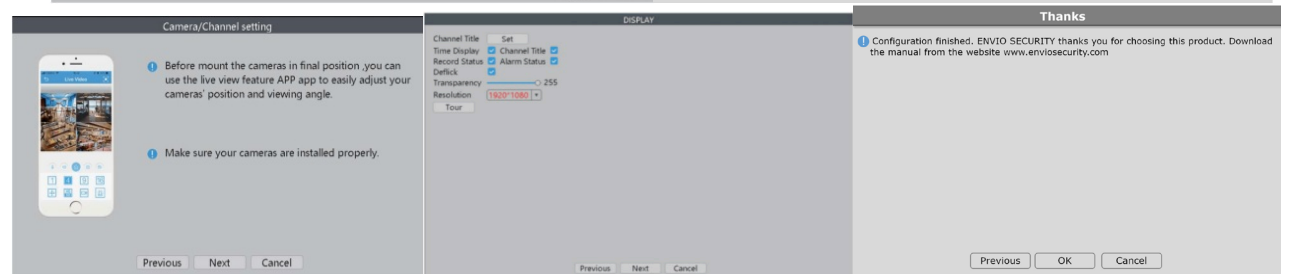 Camera/Channel setting
Live Video
Before mount the cameras in final position ,you can
use the live view feature APP app to easily adjust your
cameras' position and viewing angle.
Make sure your cameras are installed properly.
Previous Next Cancel
DISPLAY
Channel Title Set
Time Display Channel Title
Record Status Alarm Status
Deflick
Transparency 255
Resolution 1920*1080
Tour
Previous Next Cancel
Thanks
Configuration finished. ENVIO SECURITY thanks you for choosing this product. Download
the manual from the website www.enviosecurity.com
Previous OK Cancel